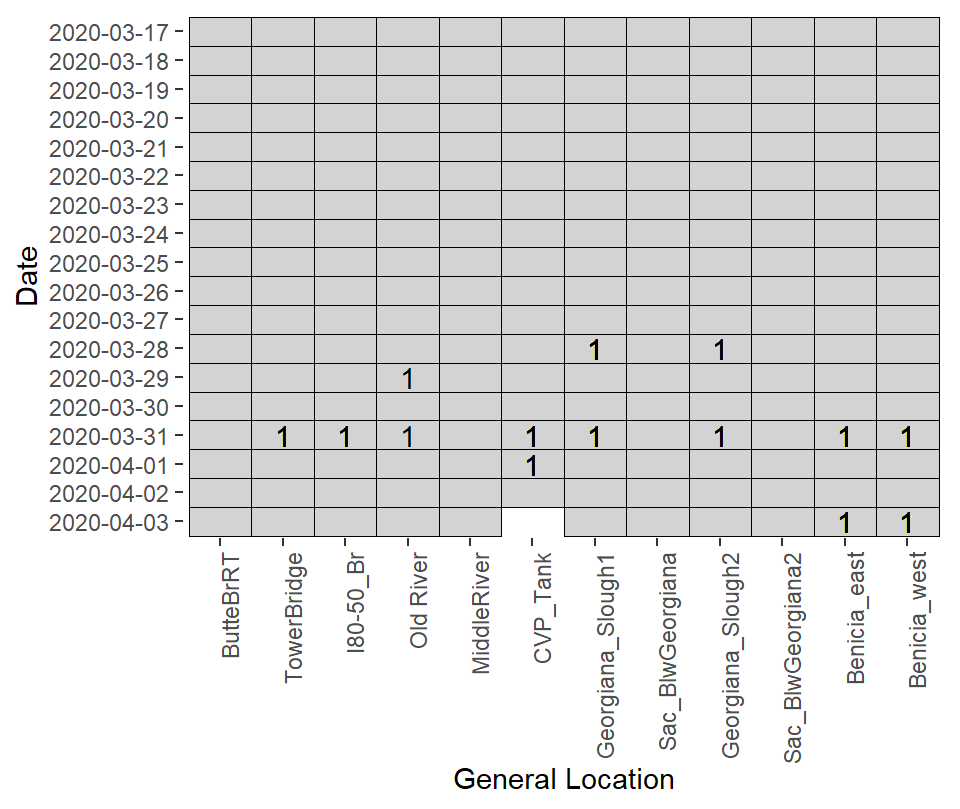 Date
2020-03-17
2020-03-18
2020-03-19
2020-03-20
2020-03-21
2020-03-22
2020-03-23
2020-03-24
2020-03-25
2020-03-26
2020-03-27
2020-03-28 1 1
2020-03-29 1
2020-03-30
2020-03-31 1 1 1 1 1 1 1 1
2020-04-01 1
2020-04-02
2020-04-03 1 1
ButteBrRT
TowerBridge
I80-50_Br
Old River
MiddleRiver
CVP_Tank
Georgiana_Slough1
Sac_BlwGeorgiana
Georgiana_Slough2
Sac_BlwGeorgiana2
Benicia_east
Benicia_west
General Location